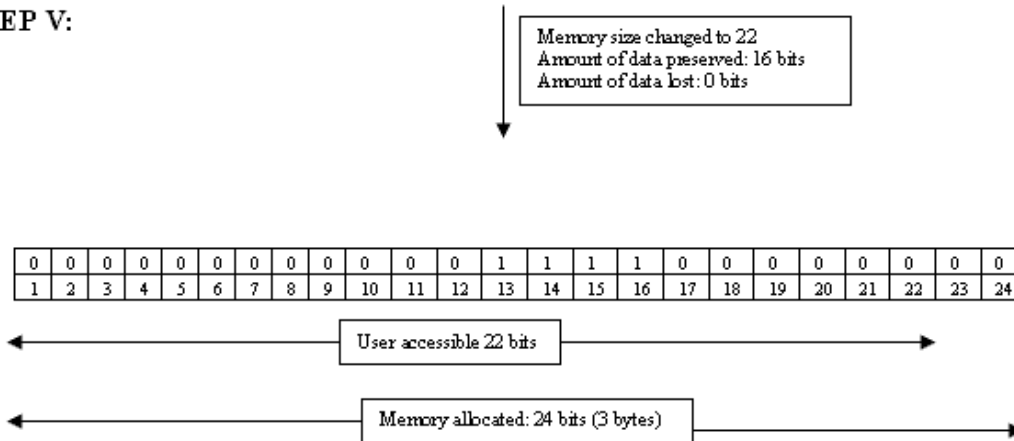 EP V:
Memory size changed to 22
Amount of data preserved: 16 bits
Amount of data lost: 0 bits
0 0 0 0 0 0 0 0 0 0 0 0 1 1 1 1 0 0 0 0 0 0 0 0
1 2 3 4 5 6 7 8 9 10 11 12 13 14 15 16 17 18 19 20 21 22 23 24
User accessible 22 bits
Memory allocated: 24 bits (3 bytes)